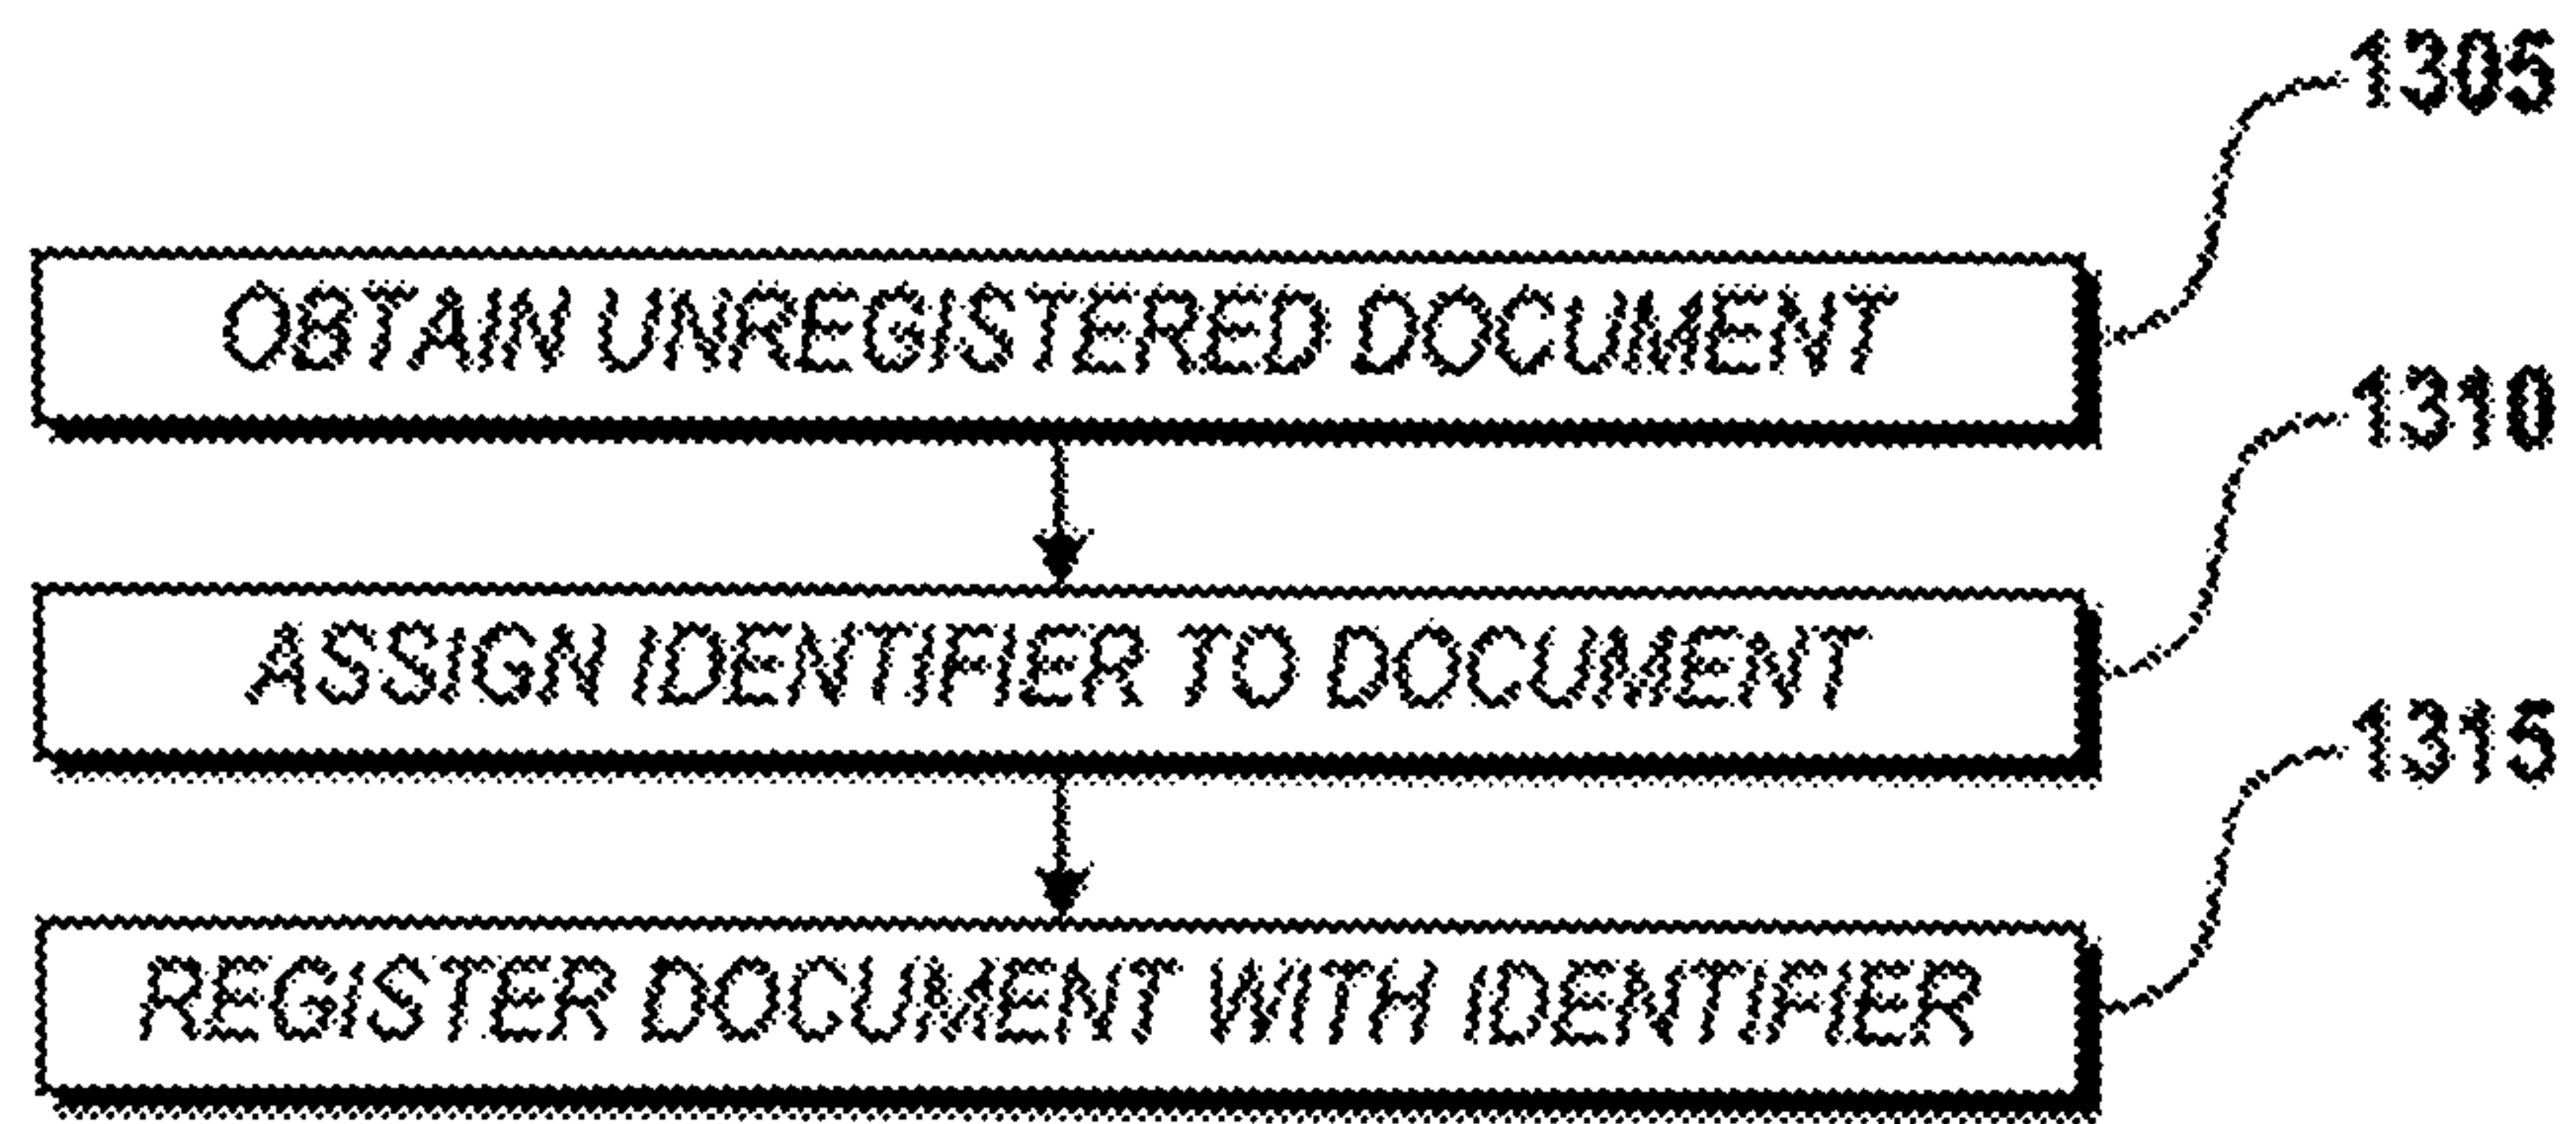 1305
OBTAIN UNREGISTERED DOCUMENT
1310
ASSIGN IDENTIFIER TO DOCUMENT
1315
REGISTER DOCUMENT WITH IDENTIFIER